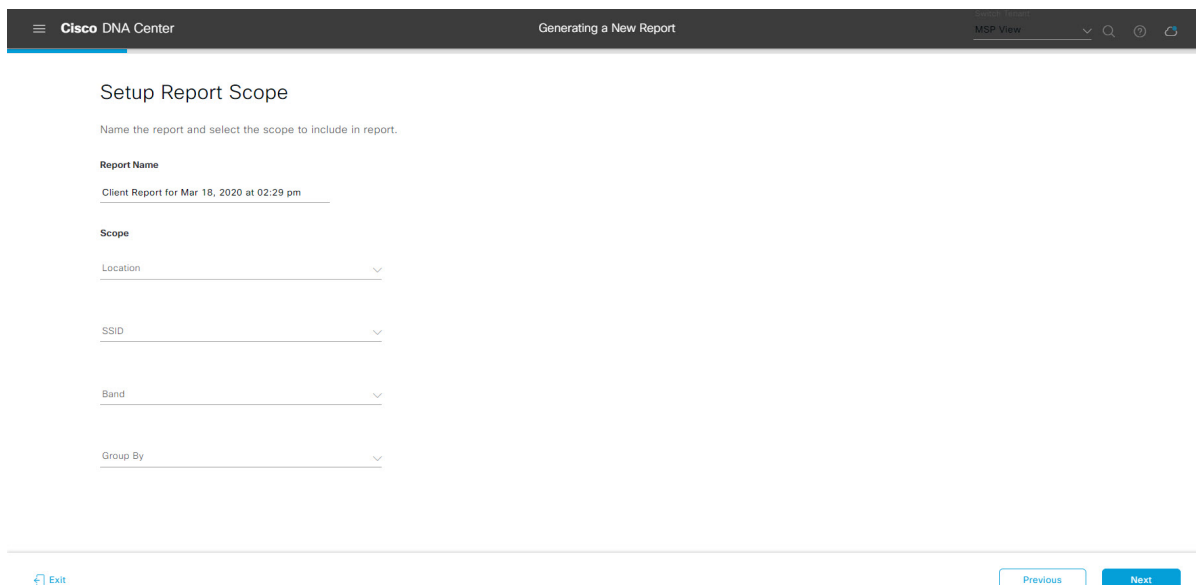 Cisco DNA Center
Generating a New Report
MSP View
Setup Report Scope
Name the report and select the scope to include in report.
Report Name
Client Report for Mar 18, 2020 at 02:29 pm
Scope
Location
SSID
Band
Group By
Exit
Previous
Next